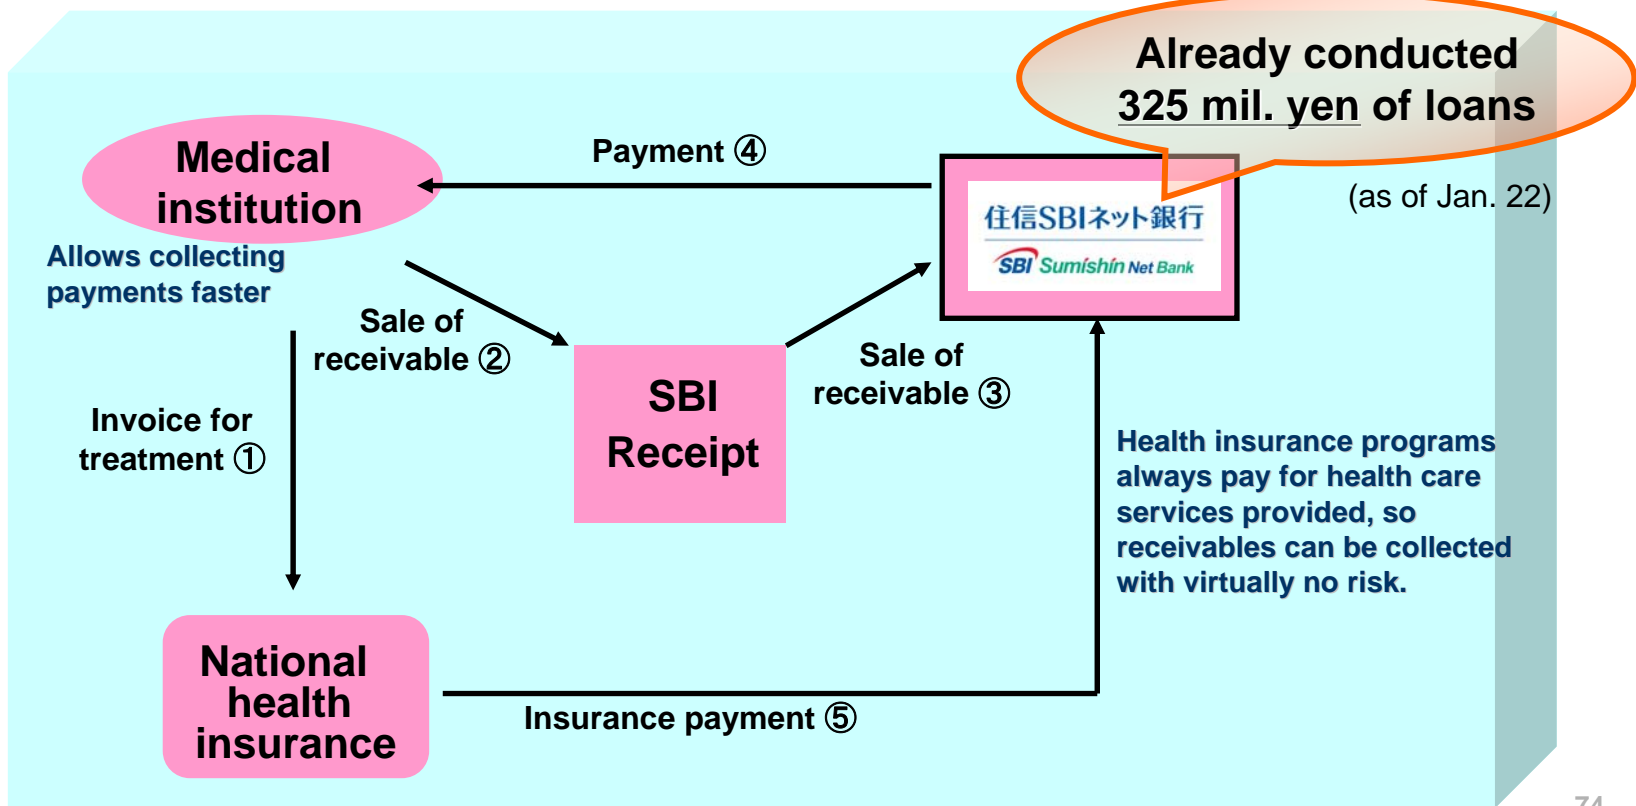 Already conducted
325 mil. yen of loans
(as of Jan. 22)
Medical
institution
Allows collecting
payments faster
Payment ④
住信SBIネット銀行
SBI Sumishin Net Bank
Sale of
receivable ②
Sale of
receivable ③
SBI
Receipt
Invoice for
treatment ①
Health insurance programs
always pay for health care
services provided, so
receivables can be collected
with virtually no risk.
National
health
insurance
Insurance payment ⑤
74